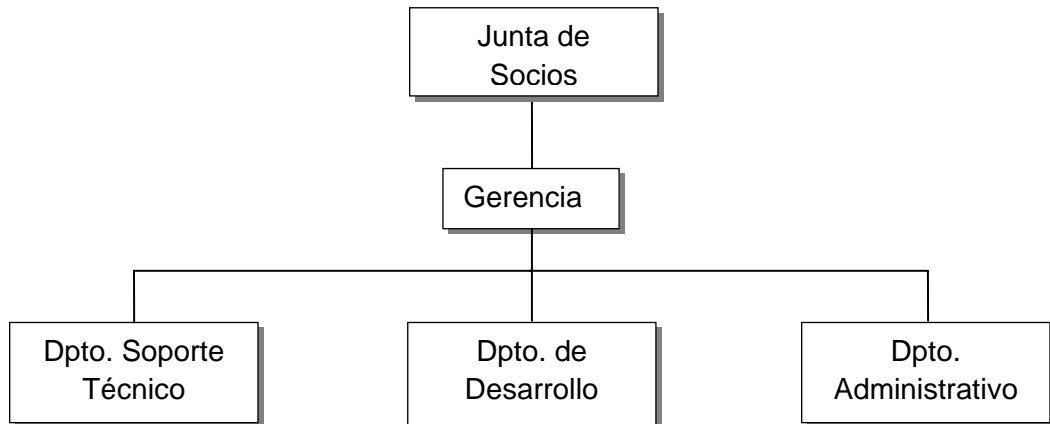 Junta de
Socios
Gerencia
Dpto. Soporte
Técnico
Dpto. de
Desarrollo
Dpto.
Administrativo